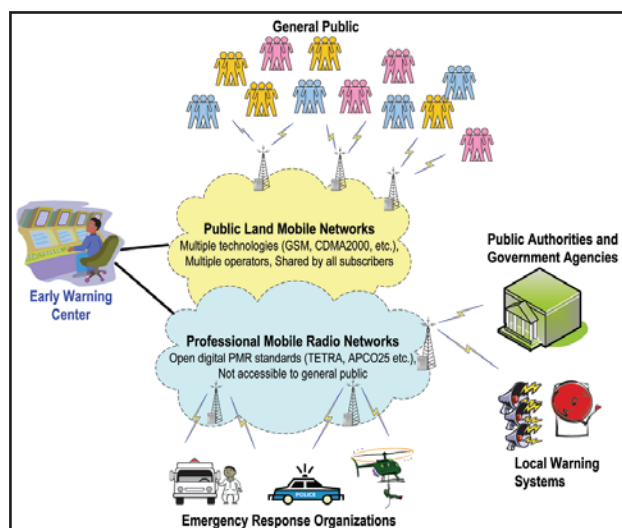 General Public
Public Land Mobile Networks
Multiple technologies (GSM, CDMA2000, etc.),
Multiple operators, Shared by all subscribers
Early Warning
Center
Public Authorities and
Government Agencies
Professional Mobile Radio Networks
Open digital PMR standards (TETRA, APCO25 etc.),
Not accessible to general public
Local Warning
Systems
POLICE
Emergency Response Organizations